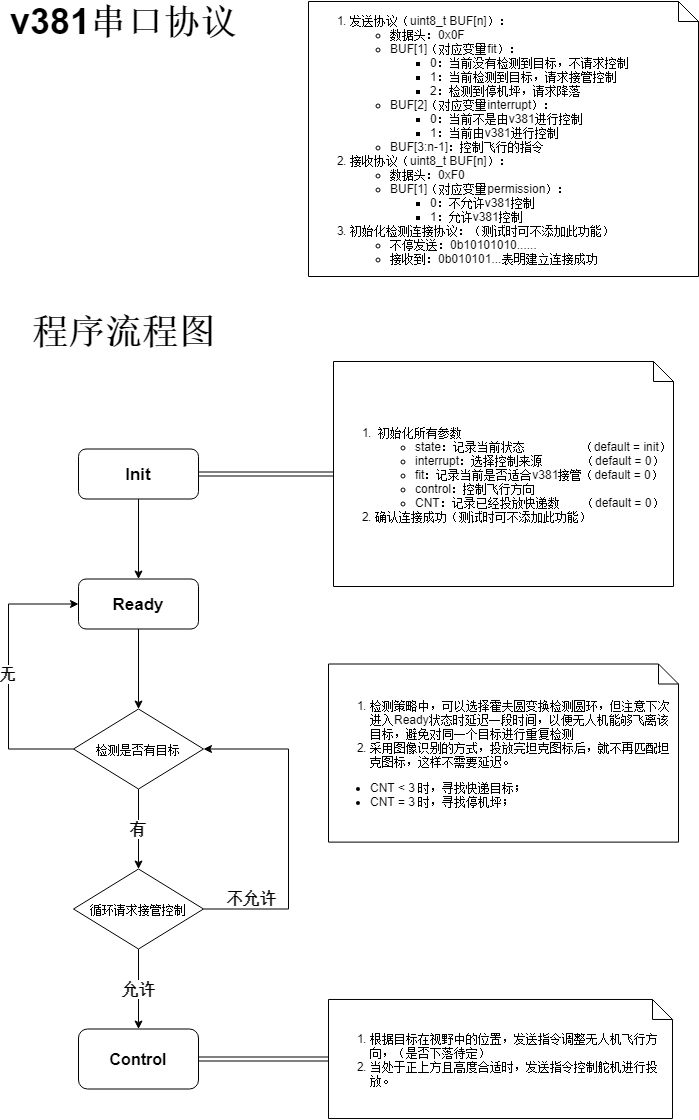 v381串口协议
1. 发送协议（uint8_t BUF[n]）：
数据头：0x0F
BUF[1]（对应变量fit）：
0：当前没有检测到目标，不请求控制
1：当前检测到目标，请求接管控制
2：检测到停机坪，请求降落
BUF[2]（对应变量interrupt）：
0：当前不是由v381进行控制
1：当前由v381进行控制
BUF[3:n-1]：控制飞行的指令
2. 接收协议（uint8_t BUF[n]）：
数据头：0xF0
BUF[1]（对应变量permission）：
0：不允许v381控制
1：允许v381控制
3. 初始化检测连接协议：（测试时可不添加此功能）
不停发送：0b10101010......
接收到：0b010101...表明建立连接成功
程序流程图
Init
1. 初始化所有参数
state：记录当前状态 （default = init）
interrupt：选择控制来源 （default = 0）
fit：记录当前是否适合v381接管（default = 0）
control：控制飞行方向
CNT：记录已经投放快递数 （default = 0）
2. 确认连接成功（测试时可不添加此功能）
Ready
无
检测是否有目标
有
循环请求接管控制
不允许
允许
1. 检测策略中，可以选择霍夫圆变换检测圆环，但注意下次
进入Ready状态时延迟一段时间，以便无人机能够飞离该
目标，避免对同一个目标进行重复检测
2. 采用图像识别的方式，投放完坦克图标后，就不再匹配坦
克图标，这样不需要延迟。
CNT < 3 时，寻找快递目标；
CNT = 3 时，寻找停机坪；
Control
1. 根据目标在视野中的位置，发送指令调整无人机飞行方
向，（是否下落待定）
2. 当处于正上方且高度合适时，发送指令控制舵机进行投
放。